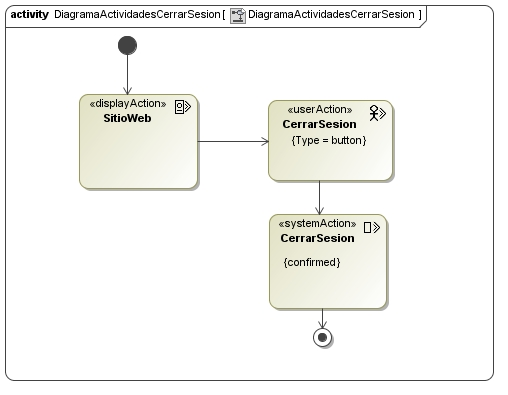 activity DiagramaActividadesCerrarSesion[ DiagramaActividadesCerrarSesion ]
«displayAction»
SitioWeb
«userAction»
CerrarSesion
{Type = button}
«systemAction»
CerrarSesion
{confirmed}